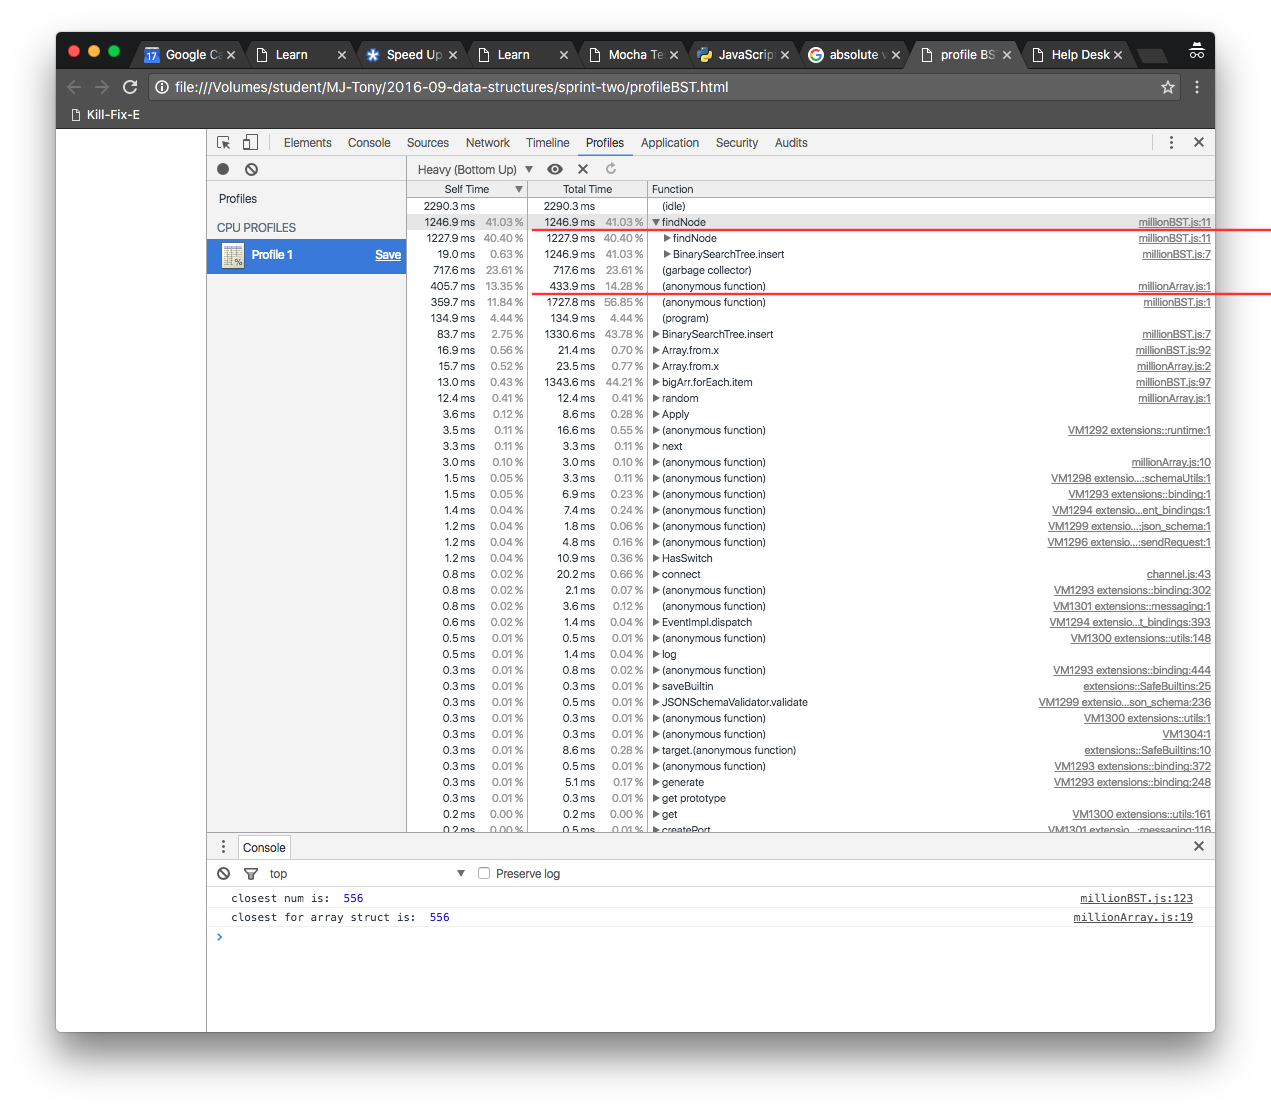 17 Google Ca
Learn
Speed Up
Learn
Mocha Te
JavaScrip
absolute v
profile BS
Help Desk
file:///Volumes/student/MJ-Tony/2016-09-data-structures/sprint-two/profileBST.html
Kill-Fix-E
Elements Console Sources Network Timeline Profiles Application Security Audits
Heavy (Bottom Up)
Profiles
CPU PROFILES
Profile 1 Save
Self Time Total Time Function
2290.3 ms 2290.3 ms (idle)
1246.9 ms 41.03 % 1246.9 ms 41.03 % findNode millionBST.js:11
1227.9 ms 40.40 % 1227.9 ms 40.40 % findNode millionBST.js:11
19.0 ms 0.63 % 1246.9 ms 41.03 % BinarySearchTree.insert millionBST.js:7
717.6 ms 23.61 % 717.6 ms 23.61 % (garbage collector)
405.7 ms 13.35 % 433.9 ms 14.28 % (anonymous function) millionArray.js:1
359.7 ms 11.84 % 1727.8 ms 56.85 % (anonymous function) millionBST.js:1
134.9 ms 4.44 % 134.9 ms 4.44 % (program)
83.7 ms 2.75 % 1330.6 ms 43.78 % BinarySearchTree.insert millionBST.js:7
16.9 ms 0.56 % 21.4 ms 0.70 % Array.from.x millionBST.js:92
15.7 ms 0.52 % 23.5 ms 0.77 % Array.from.x millionArray.js:2
13.0 ms 0.43 % 1343.6 ms 44.21 % bigArr.forEach.item millionBST.js:97
12.4 ms 0.41 % 12.4 ms 0.41 % random millionArray.js:1
3.6 ms 0.12 % 8.6 ms 0.28 % Apply
3.5 ms 0.11 % 16.6 ms 0.55 % (anonymous function) VM1292 extensions::runtime:1
3.3 ms 0.11 % 3.3 ms 0.11 % next
3.0 ms 0.10 % 3.0 ms 0.10 % (anonymous function) millionArray.js:10
1.5 ms 0.05 % 3.3 ms 0.11 % (anonymous function) VM1298 extensio...:schemaUtils:1
1.5 ms 0.05 % 6.9 ms 0.23 % (anonymous function) VM1293 extensions::binding:1
1.4 ms 0.04 % 7.4 ms 0.24 % (anonymous function) VM1294 extensio...ent_bindings:1
1.2 ms 0.04 % 1.8 ms 0.06 % (anonymous function) VM1299 extensio...:json_schema:1
1.2 ms 0.04 % 4.8 ms 0.16 % (anonymous function) VM1296 extensio...:sendRequest:1
1.2 ms 0.04 % 10.9 ms 0.36 % HasSwitch
0.8 ms 0.02 % 20.2 ms 0.66 % connect channel.js:43
0.8 ms 0.02 % 2.1 ms 0.07 % (anonymous function) VM1293 extensions::binding:302
0.8 ms 0.02 % 3.6 ms 0.12 % (anonymous function) VM1301 extensions::messaging:1
0.6 ms 0.02 % 1.4 ms 0.04 % EventImpl.dispatch VM1294 extensio...t_bindings:393
0.5 ms 0.01 % 0.5 ms 0.01 % (anonymous function) VM1300 extensions::utils:148
0.5 ms 0.01 % 1.4 ms 0.04 % log
0.3 ms 0.01 % 0.8 ms 0.02 % (anonymous function) VM1293 extensions::binding:444
0.3 ms 0.01 % 0.3 ms 0.01 % saveBuiltin extensions::SafeBuiltins:25
0.3 ms 0.01 % 0.5 ms 0.01 % JSONSchemaValidator.validate VM1299 extensio...son_schema:236
0.3 ms 0.01 % 0.3 ms 0.01 % (anonymous function) VM1300 extensions::utils:1
0.3 ms 0.01 % 0.3 ms 0.01 % (anonymous function) VM1304:1
0.3 ms 0.01 % 8.6 ms 0.28 % target.(anonymous function) extensions::SafeBuiltins:10
0.3 ms 0.01 % 0.5 ms 0.01 % (anonymous function) VM1293 extensions::binding:372
0.3 ms 0.01 % 5.1 ms 0.17 % generate VM1293 extensions::binding:248
0.3 ms 0.01 % 0.3 ms 0.01 % get prototype
0.2 ms 0.00 % 0.2 ms 0.00 % get VM1300 extensions::utils:161
0.2 ms 0.00 % 0.5 ms 0.01 % createPort VM1301 extensio...:messaging:116
Console
top Preserve log
closest num is: 556 millionBST.js:123
closest for array struct is: 556 millionArray.js:19